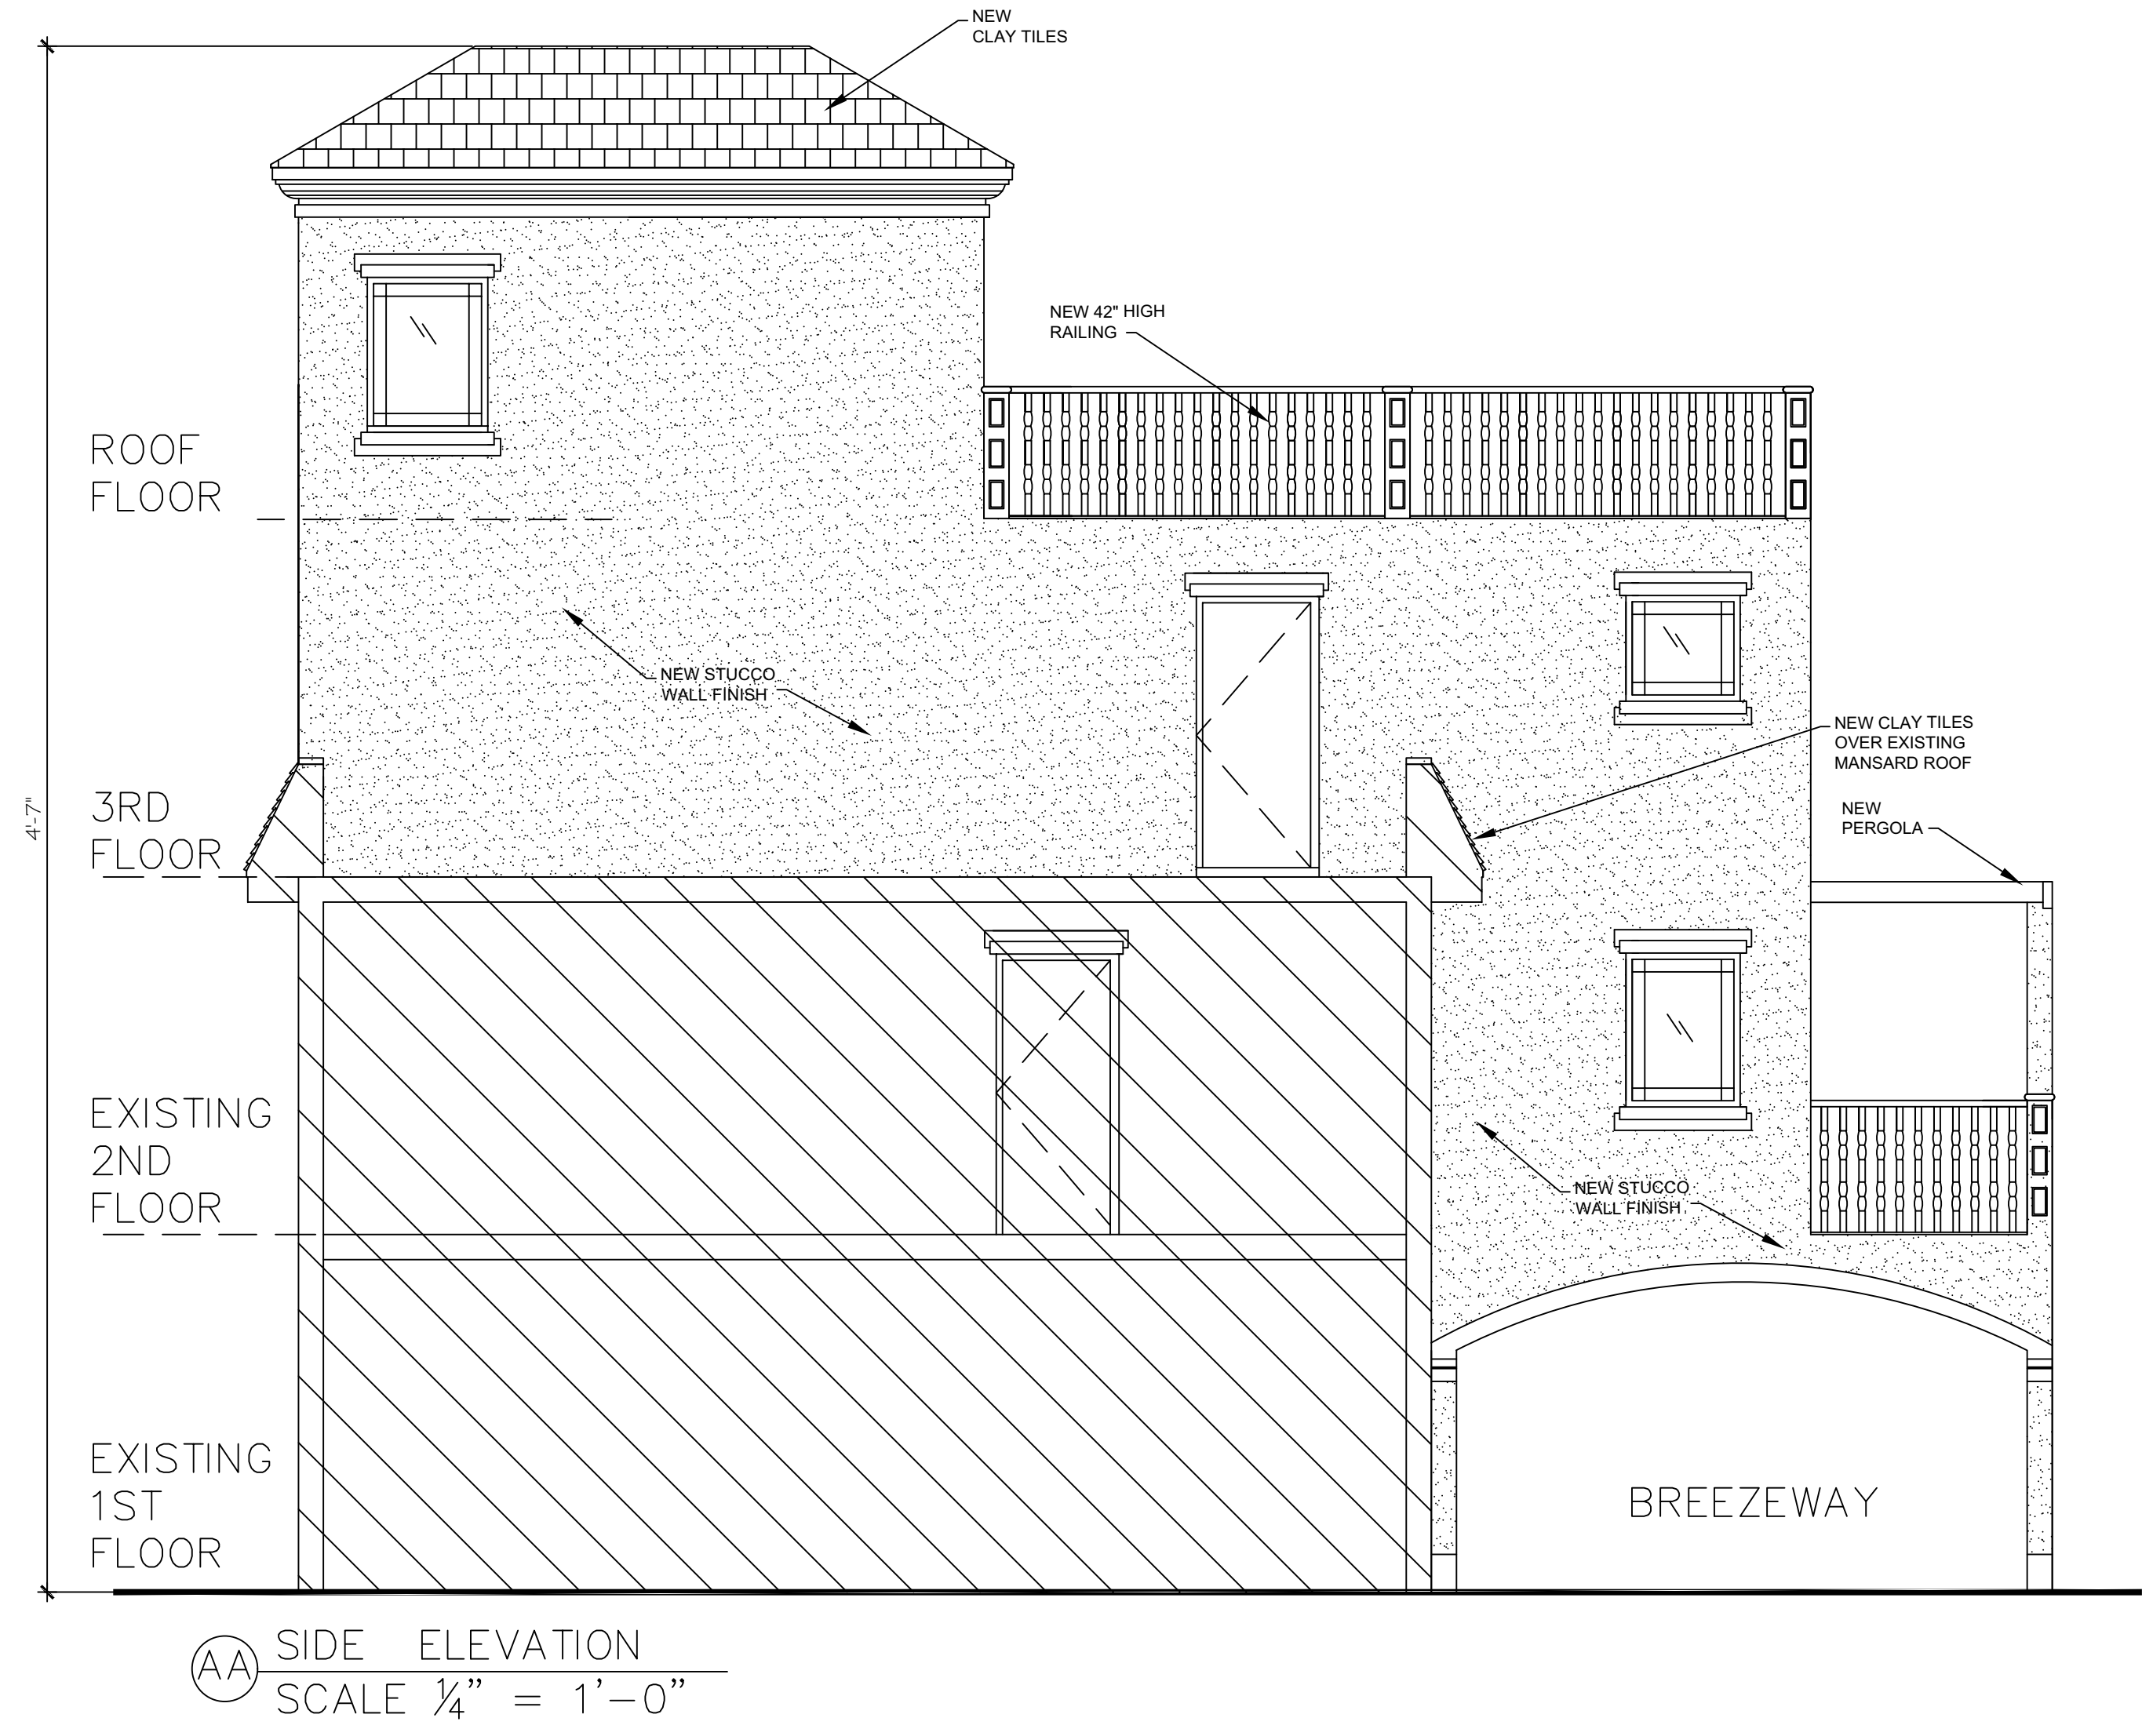 NEW
CLAY TILES
NEW 42" HIGH
RAILING
ROOF
FLOOR
NEW STUCCO
WALL FINISH
NEW CLAY TILES
OVER EXISTING
MANSARD ROOF
3RD
FLOOR
4'-7"
NEW
PERGOLA
EXISTING
2ND
FLOOR
NEW STUCCO
WALL FINISH
EXISTING
1ST
FLOOR
BREEZEWAY
AA
SIDE ELEVATION
SCALE ¼" = 1'-0"